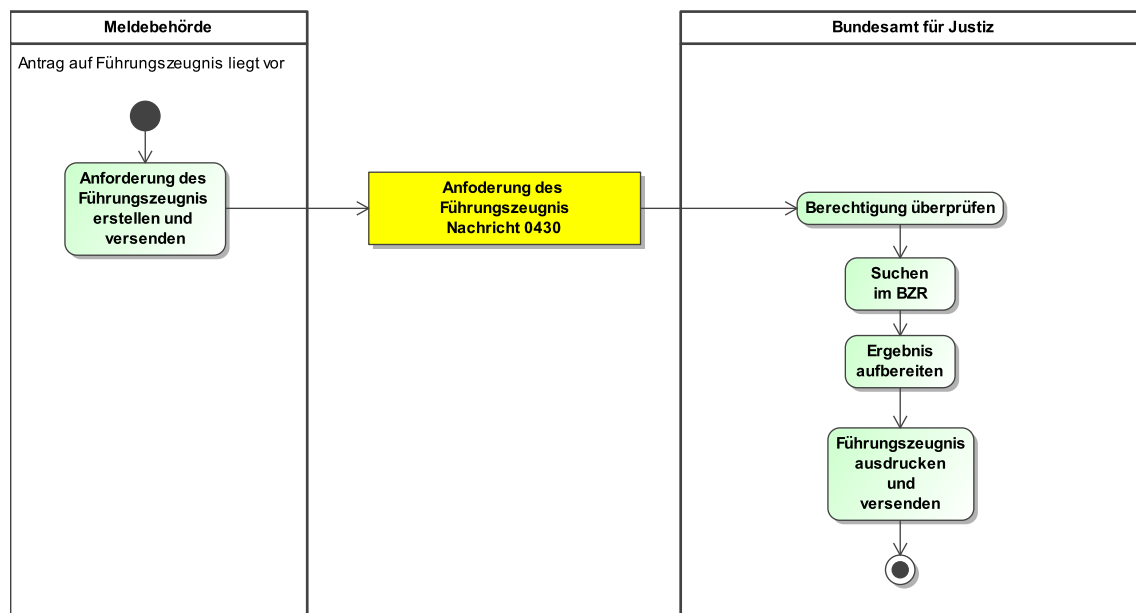 Meldebehörde
Bundesamt für Justiz
Antrag auf Führungszeugnis liegt vor
Anforderung des
Führungszeugnis
erstellen und
versenden
Anfoderung des
Führungszeugnis
Nachricht 0430
Berechtigung überprüfen
Suchen
im BZR
Ergebnis
aufbereiten
Führungszeugnis
ausdrucken
und
versenden